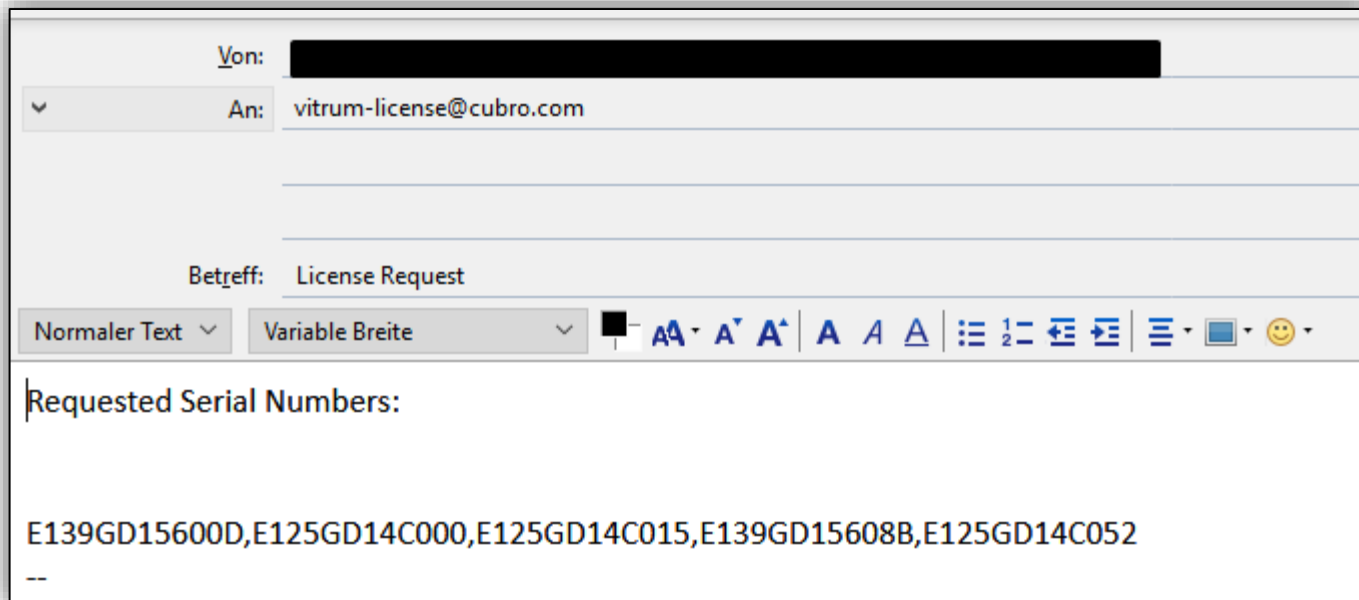 Von:
An: vitrum-license@cubro.com
Betreff: License Request
Normaler Text Variable Breite
Requested Serial Numbers:
E139GD15600D,E125GD14C000,E125GD14C015,E139GD15608B,E125GD14C052
--